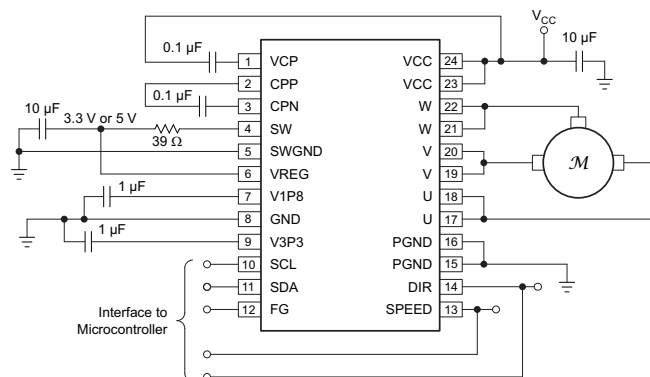 V_CC
0.1 µF
10 µF
1 VCP VCC 24
2 CPP VCC 23
0.1 µF
3 CPN W 22
10 µF
3.3 V or 5 V
39 Ω
4 SW W 21
5 SWGND V 20
6 VREG V 19
1 µF
7 V1P8 U 18
8 GND U 17
1 µF
9 V3P3 PGND 16
10 SCL PGND 15
11 SDA DIR 14
12 FG SPEED 13
M
Interface to
Microcontroller